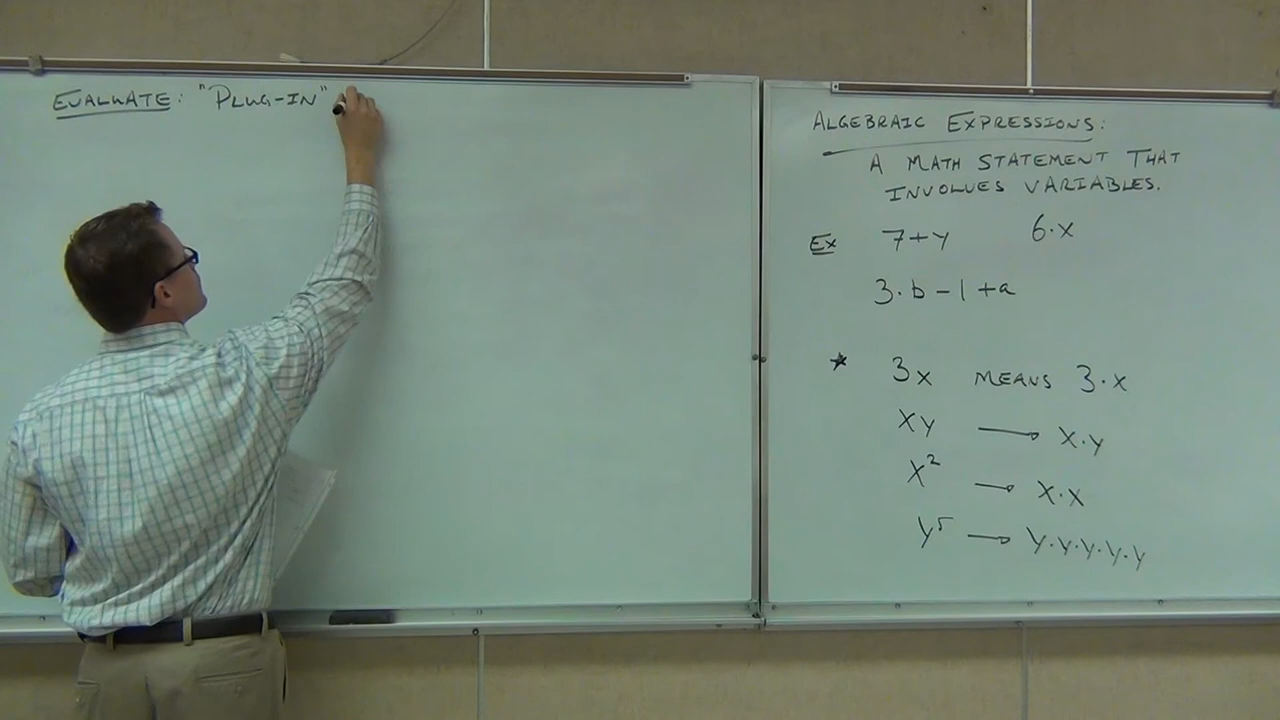 EVALUATE: "PLUG-IN"
ALGEBRAIC EXPRESSIONS:
A MATH STATEMENT THAT
INVOLVES VARIABLES.
Ex 7+y 6·x
3·b-1+a
★ 3x MEANS 3·x
xy → x·y
x² → x·x
y⁵ → y·y·y·y·y